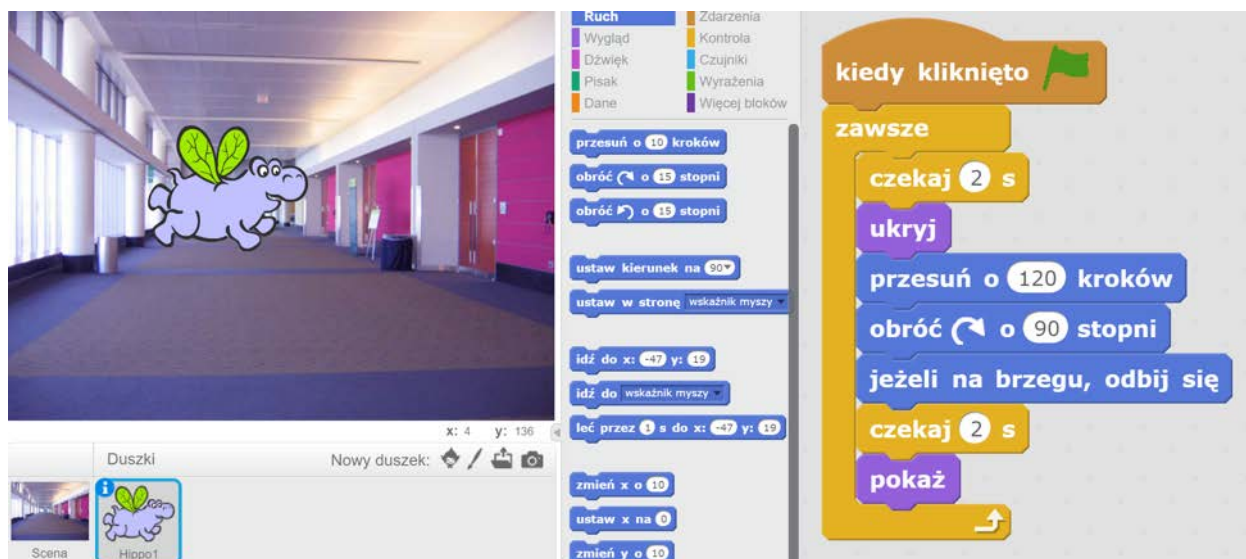 Ruch
Zdarzenia
Wygląd
Kontrola
Dźwięk
Czujniki
Pisak
Wyrażenia
Dane
Więcej bloków
przesuń o 10 kroków
obróć o 15 stopni
obróć o 15 stopni
ustaw kierunek na 90
ustaw w stronę wskaźnik myszy
idź do x: -47 y: 19
idź do wskaźnik myszy
leć przez 1 s do x: -47 y: 19
zmień x o 10
ustaw x na 0
zmień y o 10
x: 4 y: 136
Duszki
Nowy duszek:
Scena
Hippo1
kiedy kliknięto
zawsze
czekaj 2 s
ukryj
przesuń o 120 kroków
obróć o 90 stopni
jeżeli na brzegu, odbij się
czekaj 2 s
pokaż